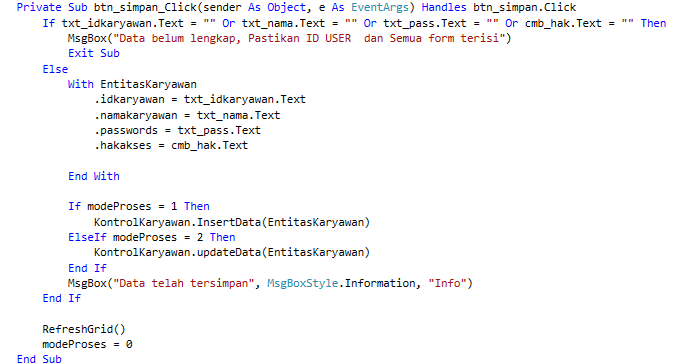 Private Sub btn_simpan_Click(sender As Object, e As EventArgs) Handles btn_simpan.Click
If txt_idkaryawan.Text = "" Or txt_nama.Text = "" Or txt_pass.Text = "" Or cmb_hak.Text = "" Then
MsgBox("Data belum lengkap, Pastikan ID USER  dan Semua form terisi")
Exit Sub
Else
With EntitasKaryawan
.idkaryawan = txt_idkaryawan.Text
.namakaryawan = txt_nama.Text
.passwords = txt_pass.Text
.hakakses = cmb_hak.Text
End With
If modeProses = 1 Then
KontrolKaryawan.InsertData(EntitasKaryawan)
ElseIf modeProses = 2 Then
KontrolKaryawan.updateData(EntitasKaryawan)
End If
MsgBox("Data telah tersimpan", MsgBoxStyle.Information, "Info")
End If
RefreshGrid()
modeProses = 0
End Sub